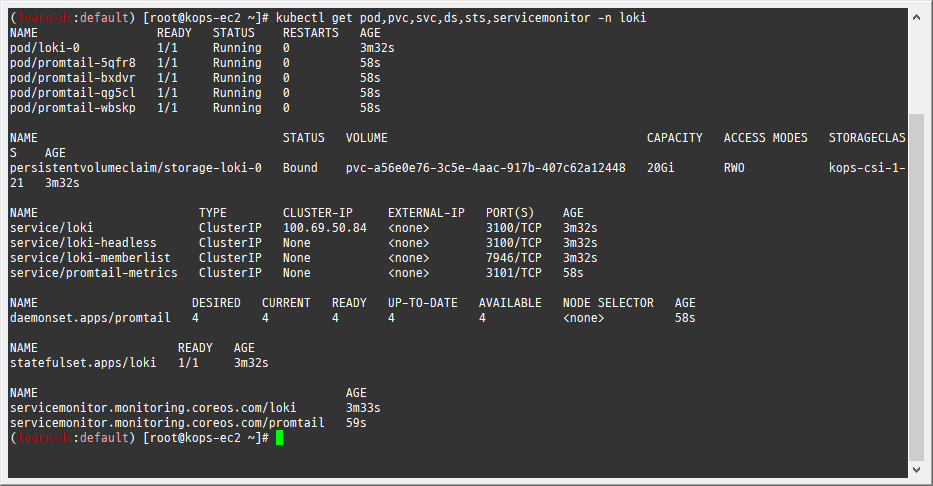 (learn-dc:default) [root@kops-ec2 ~]# kubectl get pod,pvc,svc,ds,sts,servicemonitor -n loki
NAME                 READY   STATUS    RESTARTS   AGE
pod/loki-0           1/1     Running   0          3m32s
pod/promtail-5qfr8   1/1     Running   0          58s
pod/promtail-bxdvr   1/1     Running   0          58s
pod/promtail-qg5cl   1/1     Running   0          58s
pod/promtail-wbskp   1/1     Running   0          58s
NAME                                   STATUS   VOLUME                                     CAPACITY   ACCESS MODES   STORAGECLAS
S    AGE
persistentvolumeclaim/storage-loki-0   Bound    pvc-a56e0e76-3c5e-4aac-917b-407c62a12448   20Gi       RWO            kops-csi-1-
21   3m32s
NAME                       TYPE        CLUSTER-IP     EXTERNAL-IP   PORT(S)    AGE
service/loki               ClusterIP   100.69.50.84   <none>        3100/TCP   3m32s
service/loki-headless      ClusterIP   None           <none>        3100/TCP   3m32s
service/loki-memberlist    ClusterIP   None           <none>        7946/TCP   3m32s
service/promtail-metrics   ClusterIP   None           <none>        3101/TCP   58s
NAME                      DESIRED   CURRENT   READY   UP-TO-DATE   AVAILABLE   NODE SELECTOR   AGE
daemonset.apps/promtail   4         4         4       4            4           <none>          58s
NAME                    READY   AGE
statefulset.apps/loki   1/1     3m32s
NAME                                            AGE
servicemonitor.monitoring.coreos.com/loki       3m33s
servicemonitor.monitoring.coreos.com/promtail   59s
(learn-dc:default) [root@kops-ec2 ~]#